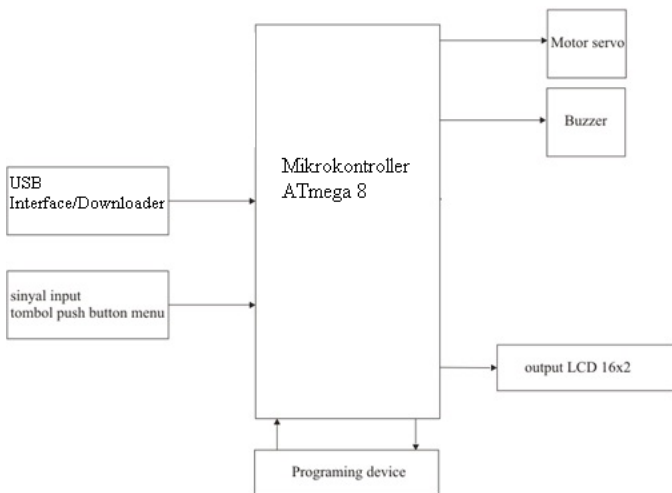 Motor servo
Buzzer
Mikrokontroller
ATmega 8
USB
Interface/Downloader
sinyal input
tombol push button menu
output LCD 16x2
Programing device